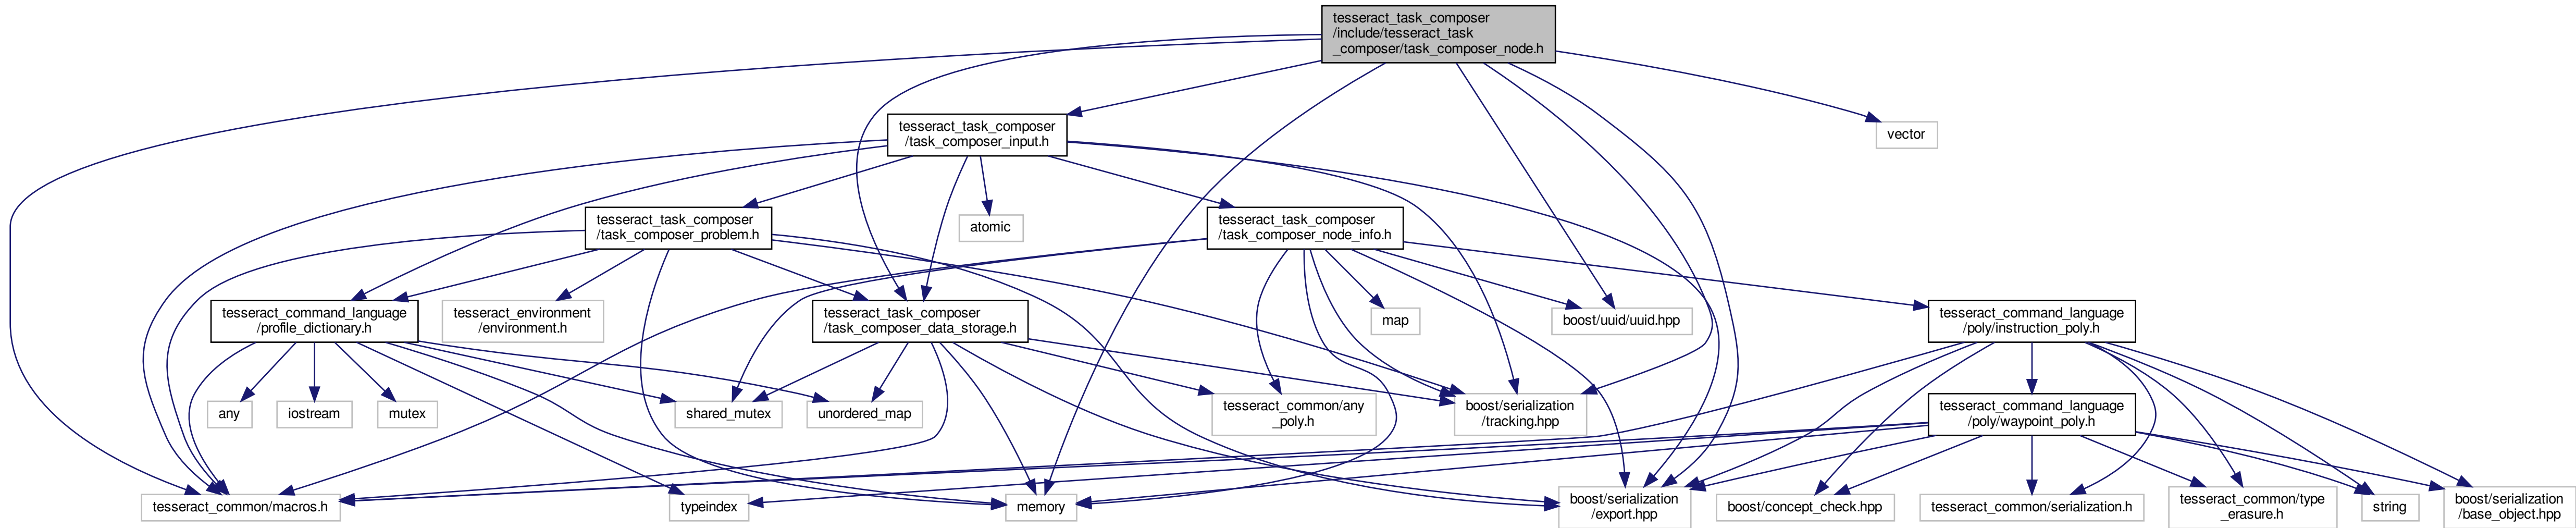 tesseract_task_composer
/include/tesseract_task
_composer/task_composer_node.h
tesseract_task_composer
/task_composer_input.h
vector
tesseract_task_composer
/task_composer_problem.h
atomic
tesseract_task_composer
/task_composer_node_info.h
tesseract_command_language
/profile_dictionary.h
tesseract_environment
/environment.h
tesseract_task_composer
/task_composer_data_storage.h
map
boost/uuid/uuid.hpp
tesseract_command_language
/poly/instruction_poly.h
any
iostream
mutex
shared_mutex
unordered_map
tesseract_common/any
_poly.h
boost/serialization
/tracking.hpp
tesseract_command_language
/poly/waypoint_poly.h
tesseract_common/macros.h
typeindex
memory
boost/serialization
/export.hpp
boost/concept_check.hpp
tesseract_common/serialization.h
tesseract_common/type
_erasure.h
string
boost/serialization
/base_object.hpp